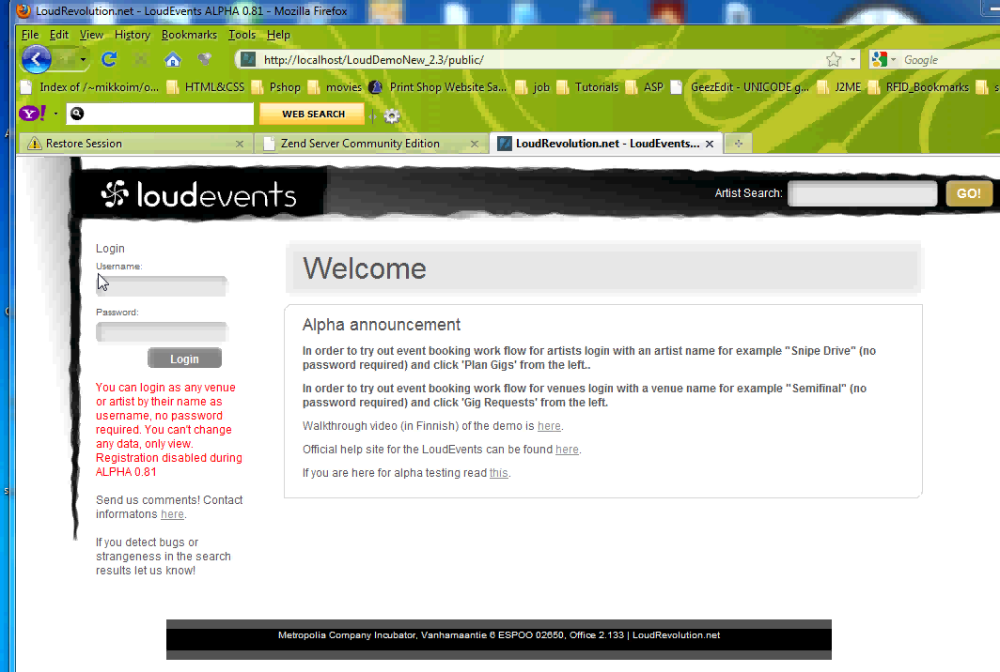 LoudRevolution.net - LoudEvents ALPHA 0.81 - Mozilla Firefox
File Edit View History Bookmarks Tools Help
http://localhost/LoudDemoNew_2.3/public/
Google
Index of /~mikkoim/o... HTML&CSS Pshop movies Print Shop Website Sa... job Tutorials ASP GeezEdit - UNICODE g... J2ME RFID_Bookmarks
Y! WEB SEARCH
Restore Session Zend Server Community Edition LoudRevolution.net - LoudEvents...
loudevents
Artist Search: GO!
Login
Username:
Password:
Login
You can login as any venue
or artist by their name as
username, no password
required. You can't change
any data, only view.
Registration disabled during
ALPHA 0.81
Send us comments! Contact
informatons here.
If you detect bugs or
strangeness in the search
results let us know!
Welcome
Alpha announcement
In order to try out event booking work flow for artists login with an artist name for example "Snipe Drive" (no
password required) and click 'Plan Gigs' from the left..
In order to try out event booking work flow for venues login with a venue name for example "Semifinal" (no
password required) and click 'Gig Requests' from the left.
Walkthrough video (in Finnish) of the demo is here.
Official help site for the LoudEvents can be found here.
If you are here for alpha testing read this.
Metropolia Company Incubator, Vanhamaantie 6 ESPOO 02650, Office 2.133 | LoudRevolution.net